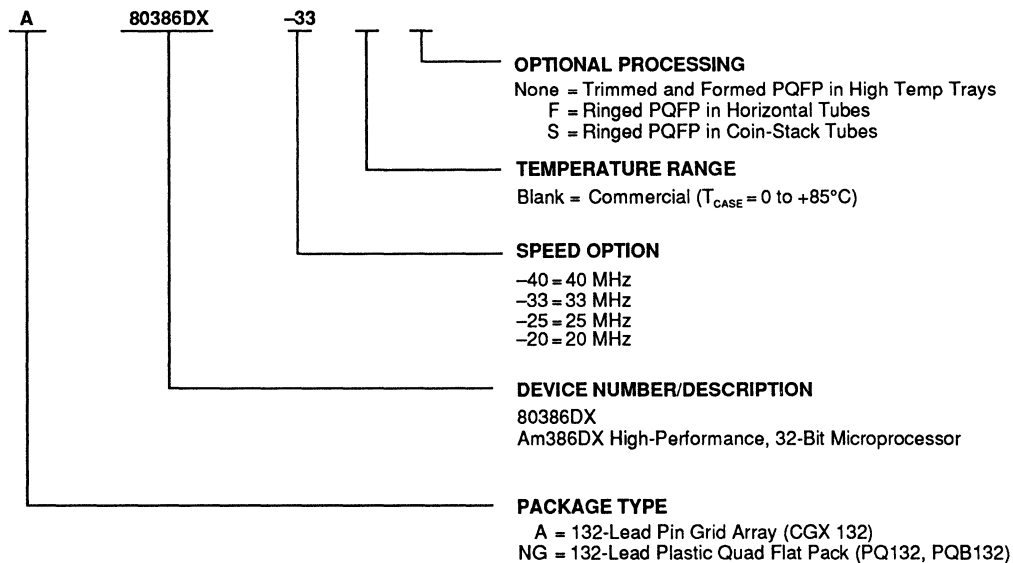 A 80386DX –33
OPTIONAL PROCESSING
None = Trimmed and Formed PQFP in High Temp Trays
F = Ringed PQFP in Horizontal Tubes
S = Ringed PQFP in Coin-Stack Tubes
TEMPERATURE RANGE
Blank = Commercial (TCASE = 0 to +85°C)
SPEED OPTION
–40 = 40 MHz
–33 = 33 MHz
–25 = 25 MHz
–20 = 20 MHz
DEVICE NUMBER/DESCRIPTION
80386DX
Am386DX High-Performance, 32-Bit Microprocessor
PACKAGE TYPE
A = 132-Lead Pin Grid Array (CGX 132)
NG = 132-Lead Plastic Quad Flat Pack (PQ132, PQB132)